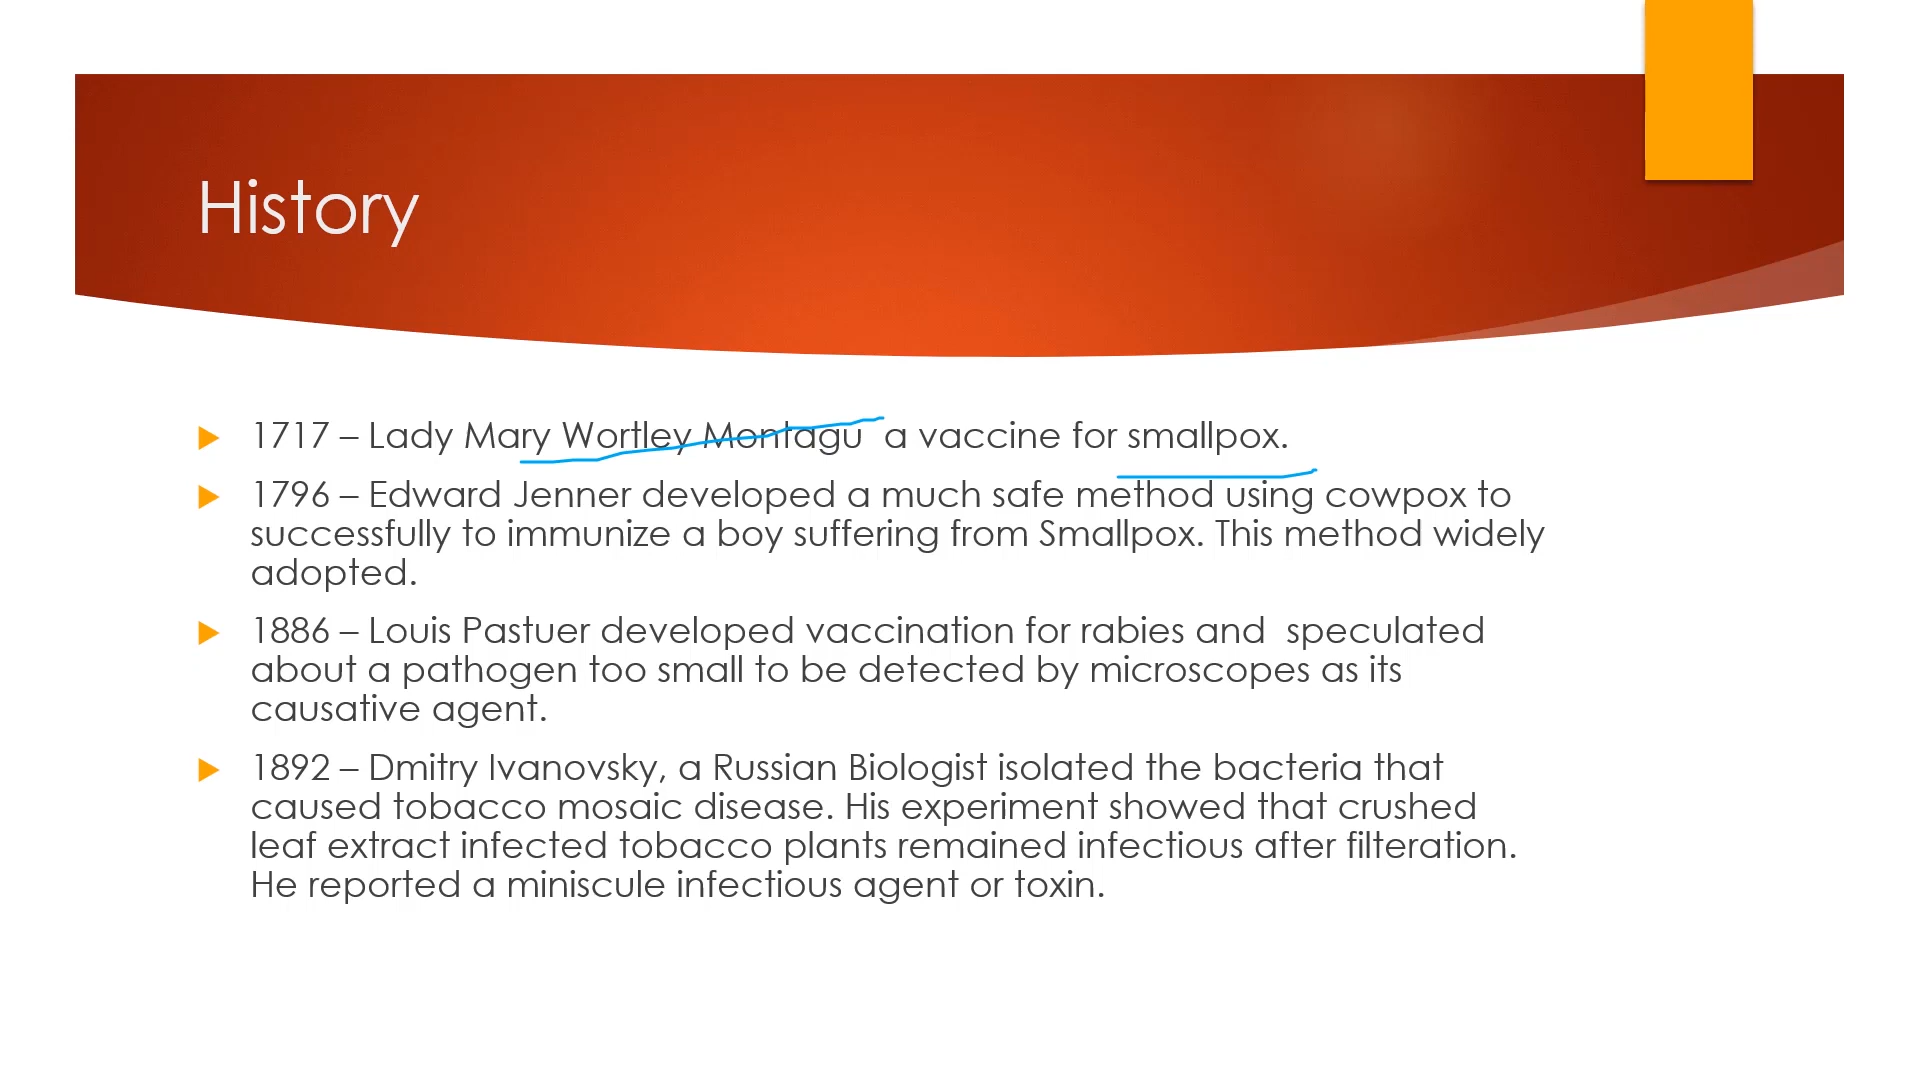 History
1717 – Lady Mary Wortley Montagu  a vaccine for smallpox.
1796 – Edward Jenner developed a much safe method using cowpox to
successfully to immunize a boy suffering from Smallpox. This method widely
adopted.
1886 – Louis Pastuer developed vaccination for rabies and  speculated
about a pathogen too small to be detected by microscopes as its
causative agent.
1892 – Dmitry Ivanovsky, a Russian Biologist isolated the bacteria that
caused tobacco mosaic disease. His experiment showed that crushed
leaf extract infected tobacco plants remained infectious after filteration.
He reported a miniscule infectious agent or toxin.